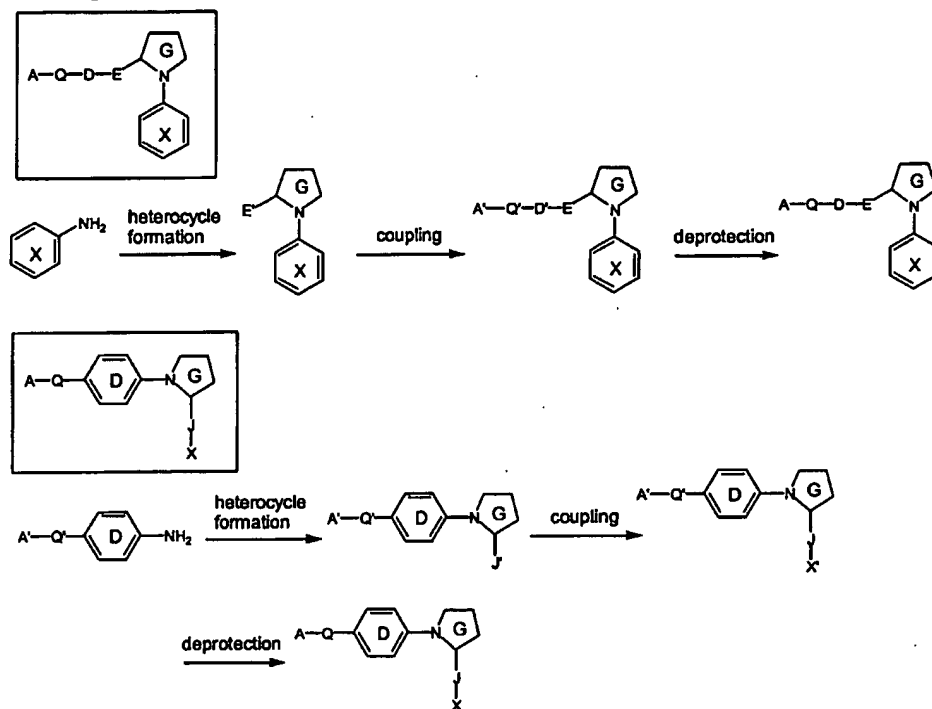 G
A—Q—D—E
N
X
NH₂
X
heterocycle formation
G
E'
N
X
coupling
G
A'—Q'—D'—E
N
X
deprotection
G
A—Q—D—E
N
X
A—Q
D
N
G
J
X
A'—Q'
D
NH₂
heterocycle formation
A'—Q'
D
N
G
J'
coupling
A'—Q'
D
N
G
J
X'
deprotection
A—Q
D
N
G
J
X